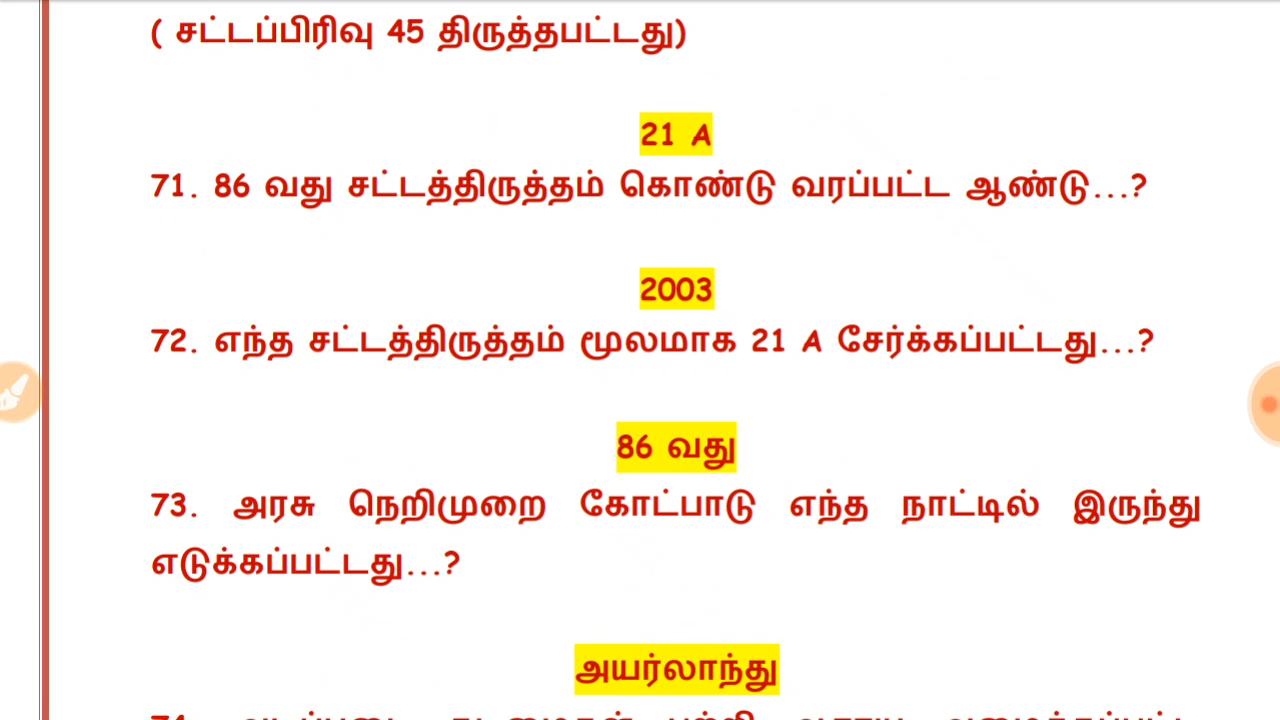 ( சட்டப்பிரிவு 45 திருத்தபட்டது)
21 A
71. 86 வது சட்டத்திருத்தம் கொண்டு வரப்பட்ட ஆண்டு...?
2003
72. எந்த சட்டத்திருத்தம் மூலமாக 21 A சேர்க்கப்பட்டது...?
86 வது
73. அரசு நெறிமுறை கோட்பாடு எந்த நாட்டில் இருந்து
எடுக்கப்பட்டது...?
அயர்லாந்து